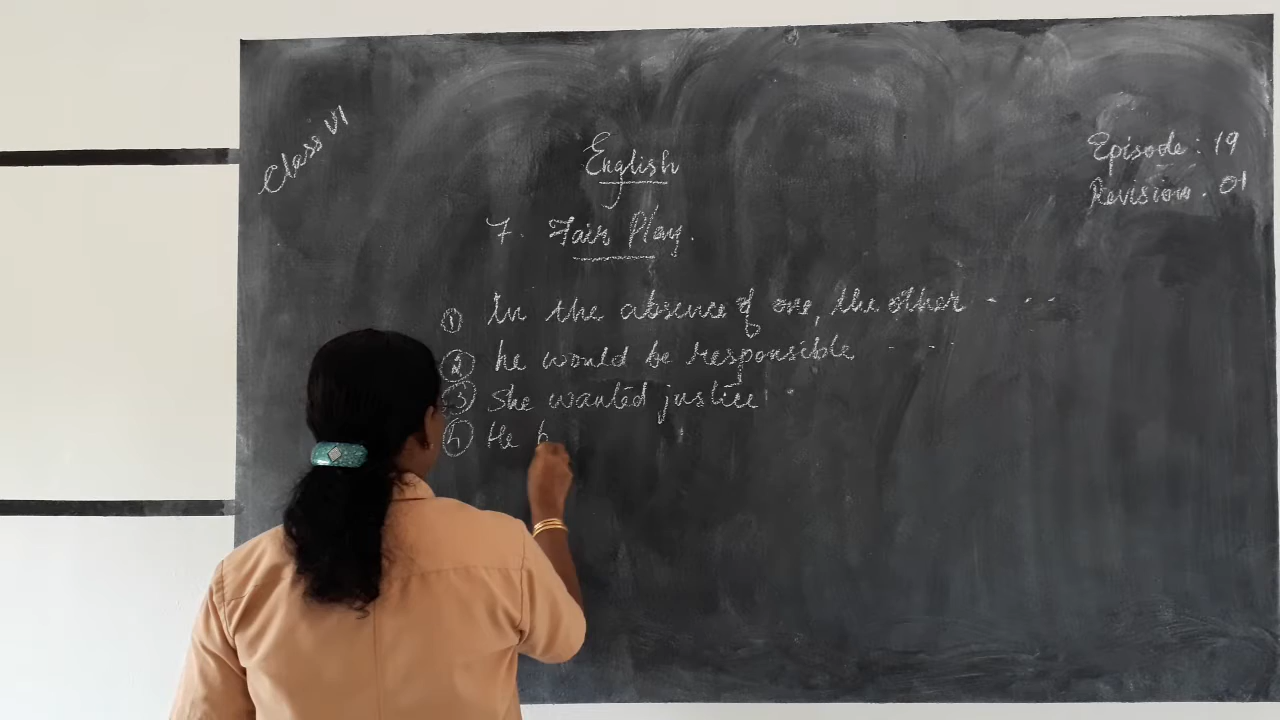 Class VI
English
Episode : 19
Revision . 01
7. Fair Play.
① In the absence of one, the other - - -
② he would be responsible - - -
③ She wanted justice .
④ He b